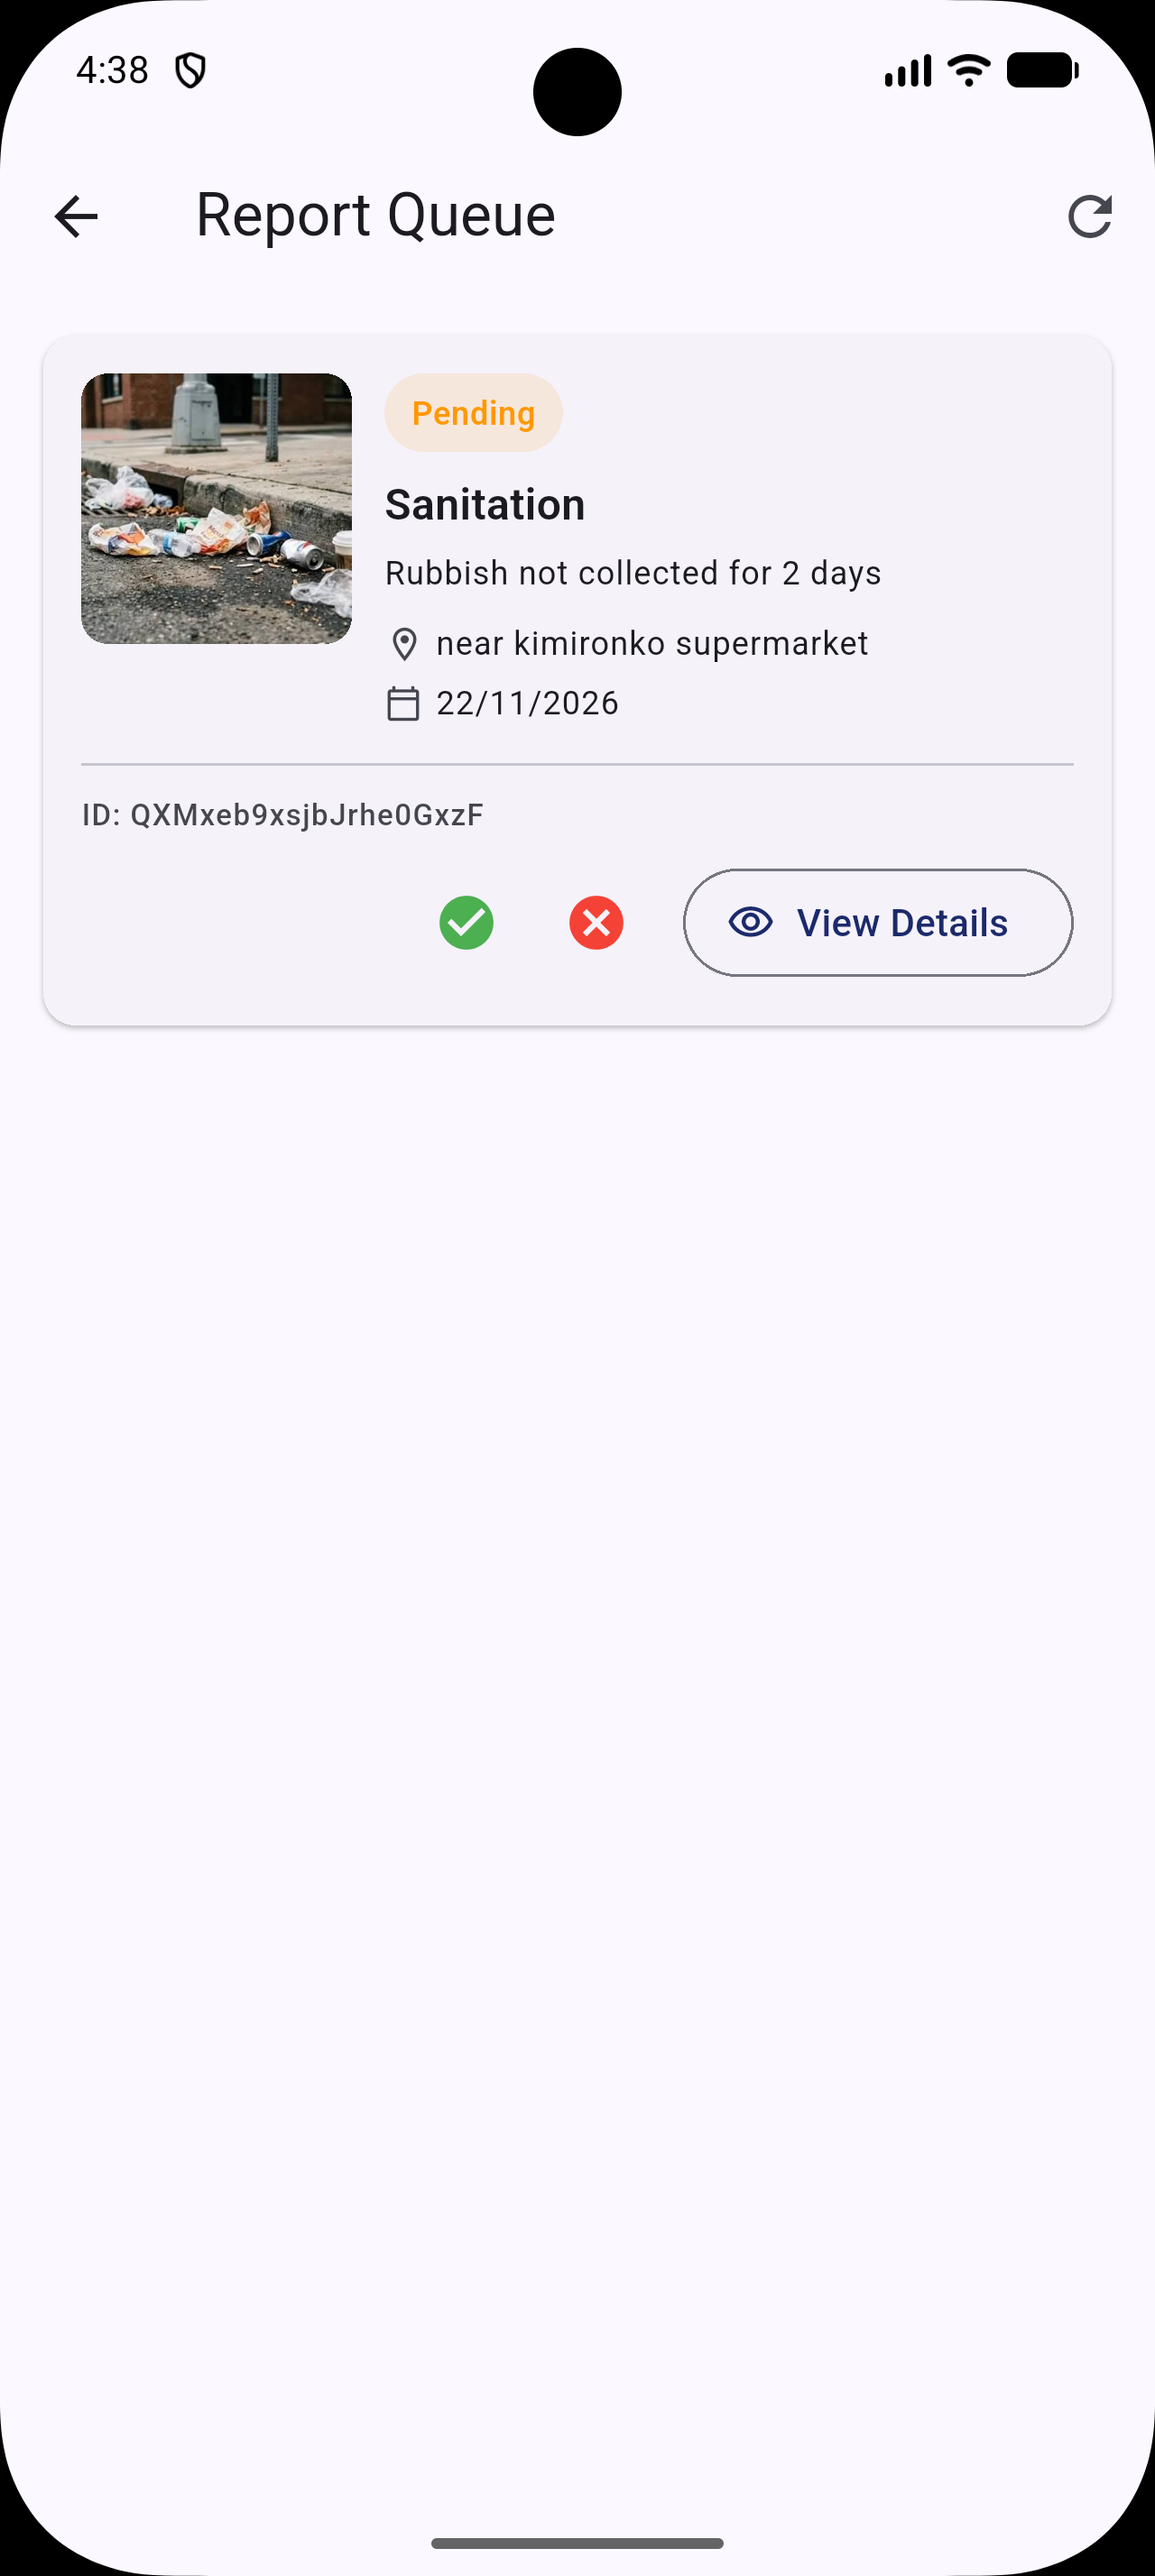 4:38
Report Queue
Pending
Sanitation
Rubbish not collected for 2 days
near kimironko supermarket
22/11/2026
ID: QXMxeb9xsjbJrhe0GxzF
View Details